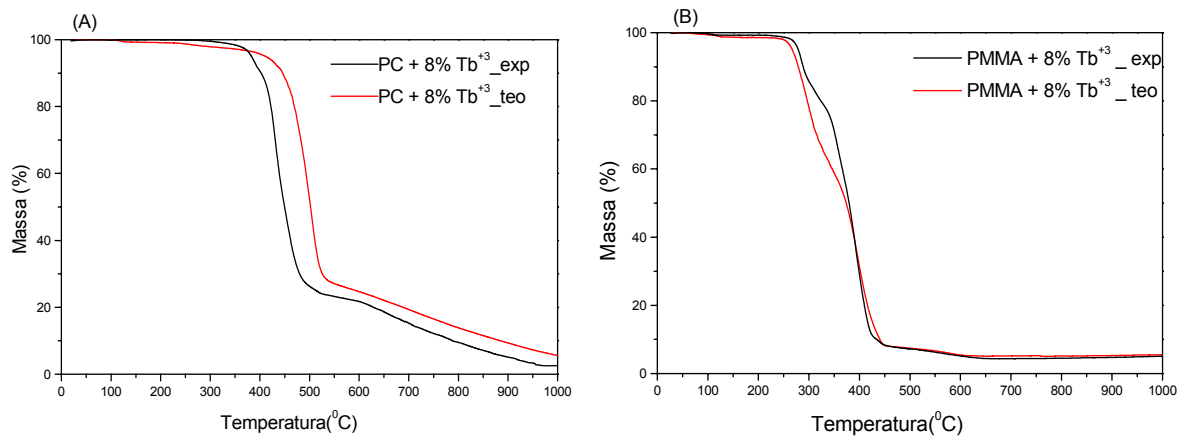 (A)
PC + 8% Tb⁺³_exp
PC + 8% Tb⁺³_teo
Massa (%)
100
80
60
40
20
0
0 100 200 300 400 500 600 700 800 900 1000
Temperatura(⁰C)
(B)
PMMA + 8% Tb⁺³ _ exp
PMMA + 8% Tb⁺³ _ teo
Massa (%)
100
80
60
40
20
0
0 100 200 300 400 500 600 700 800 900 1000
Temperatura(⁰C)